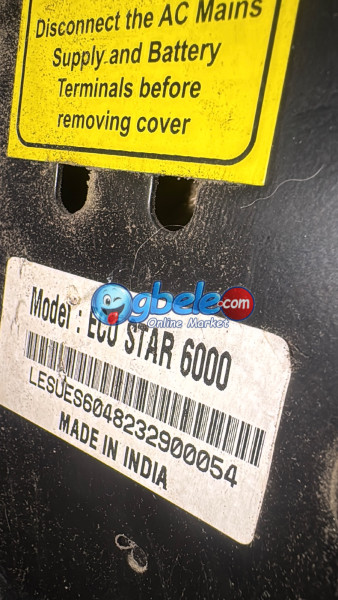 Disconnect the AC Mains
Supply and Battery
Terminals before
removing cover
Ogbele.com
Online Market
Model : ECO STAR 6000
LESUES6048232900054
MADE IN INDIA